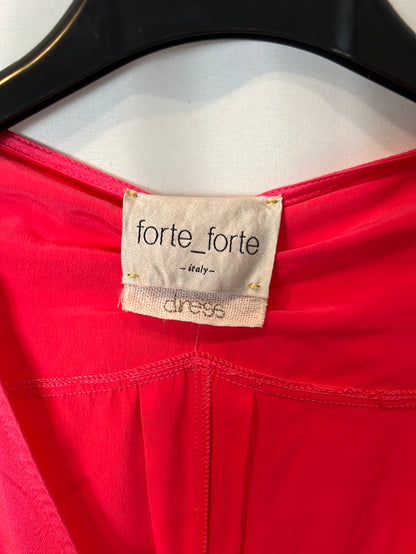 forte_forte
– italy –
dress